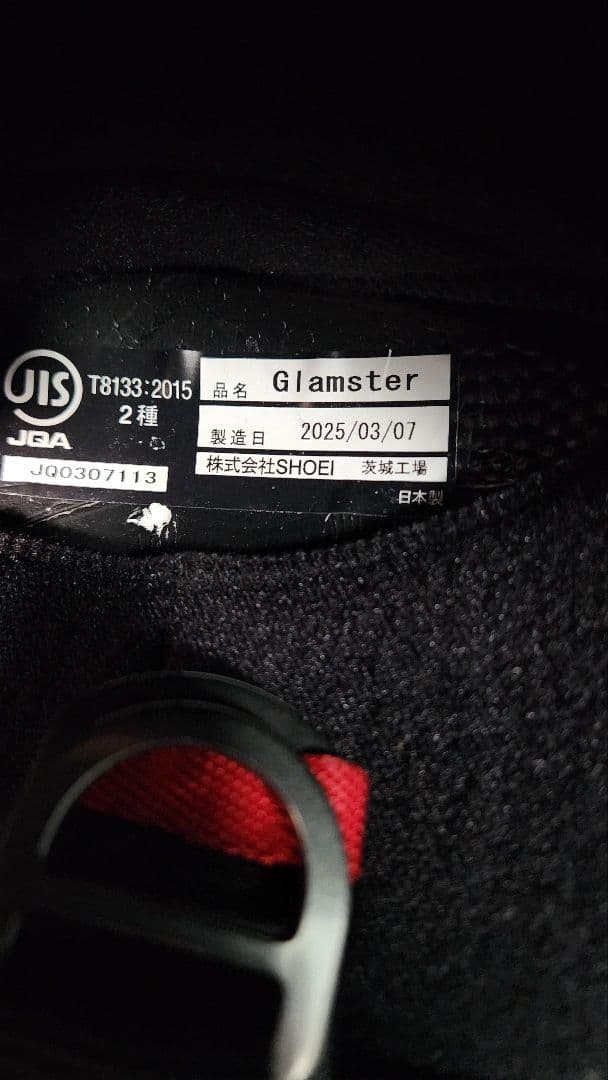 JIS
JQA
T8133:2015
2種
JQ0307113
品名 Glamster
製造日 2025/03/07
株式会社SHOEI 茨城工場
日本製